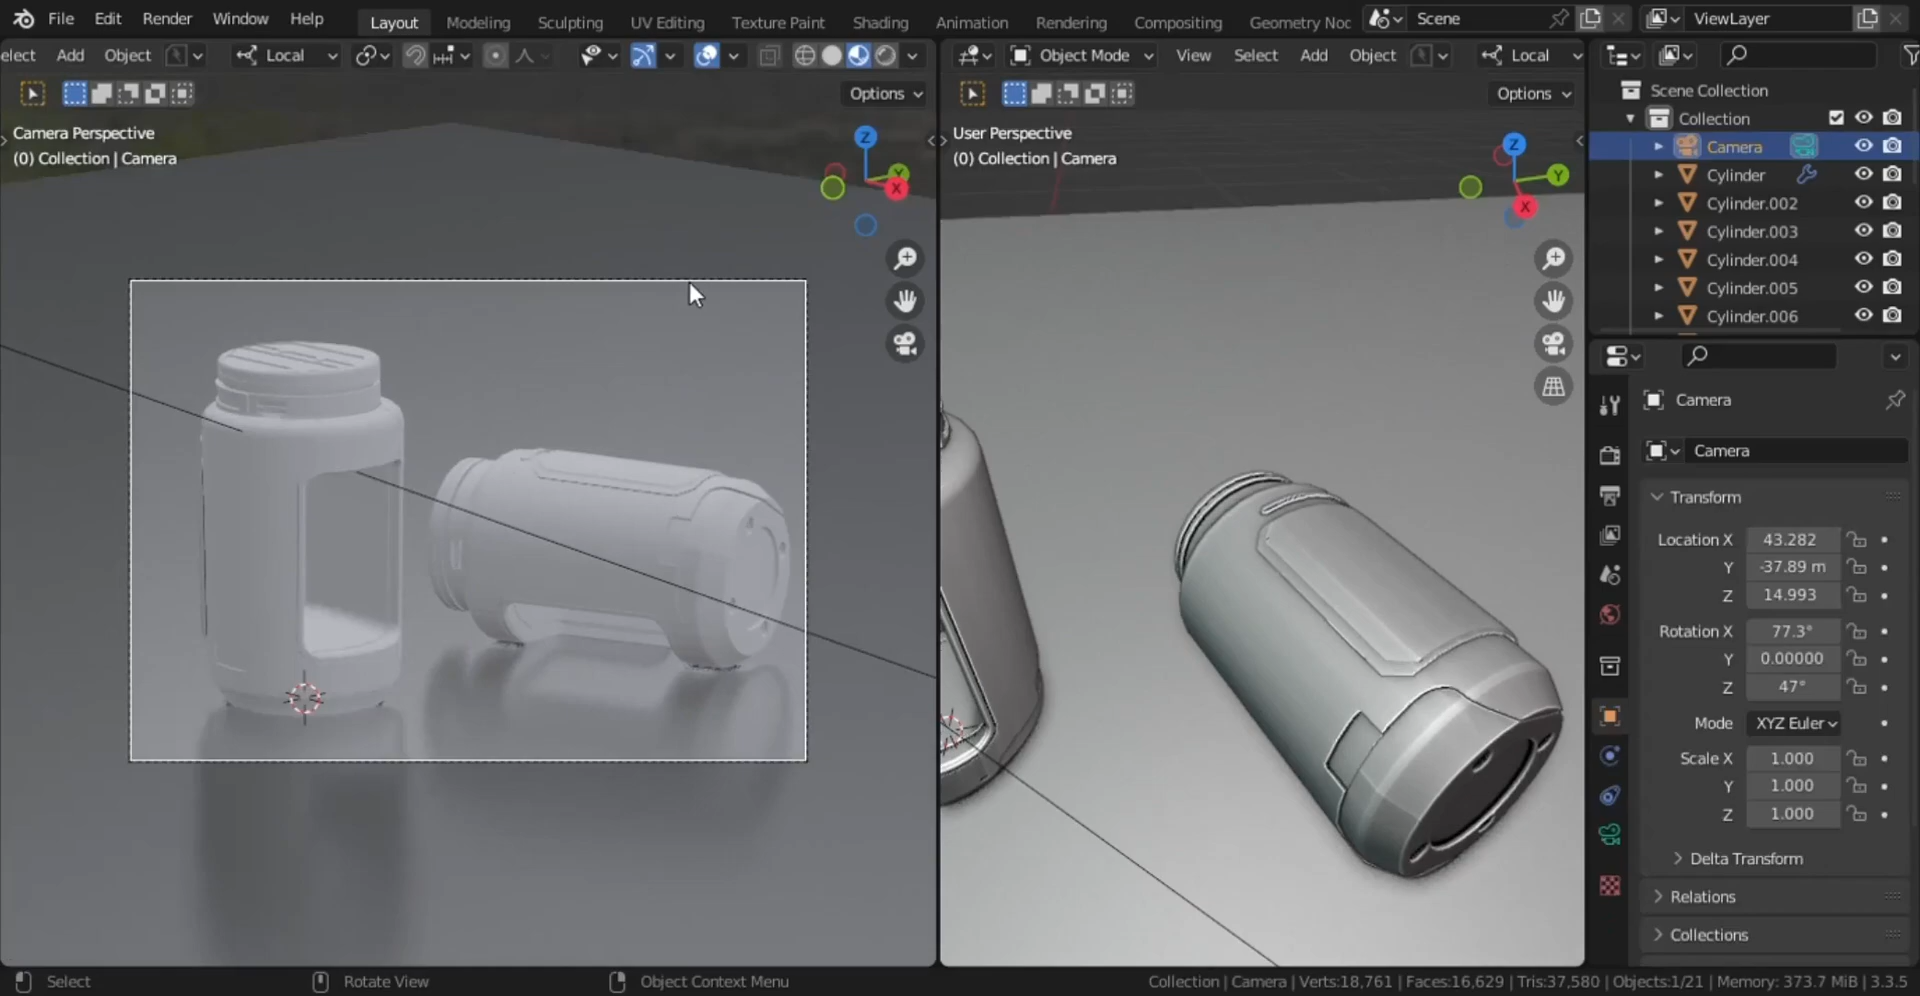 File Edit Render Window Help Layout Modeling Sculpting UV Editing Texture Paint Shading Animation Rendering Compositing Geometry Noc Scene ViewLayer
elect Add Object Local Object Mode View Select Add Object Local
Options Options
Scene Collection
Collection
Camera
Cylinder
Cylinder.002
Cylinder.003
Cylinder.004
Cylinder.005
Cylinder.006
Camera Perspective
(0) Collection | Camera
Z
Y
X
User Perspective
(0) Collection | Camera
Z
Y
X
Camera
Camera
Transform
Location X 43.282
Y -37.89 m
Z 14.993
Rotation X 77.3°
Y 0.00000
Z 47°
Mode XYZ Euler
Scale X 1.000
Y 1.000
Z 1.000
Delta Transform
Relations
Collections
Select Rotate View Object Context Menu Collection | Camera | Verts:18,761 | Faces:16,629 | Tris:37,580 | Objects:1/21 | Memory: 373.7 MiB | 3.3.5